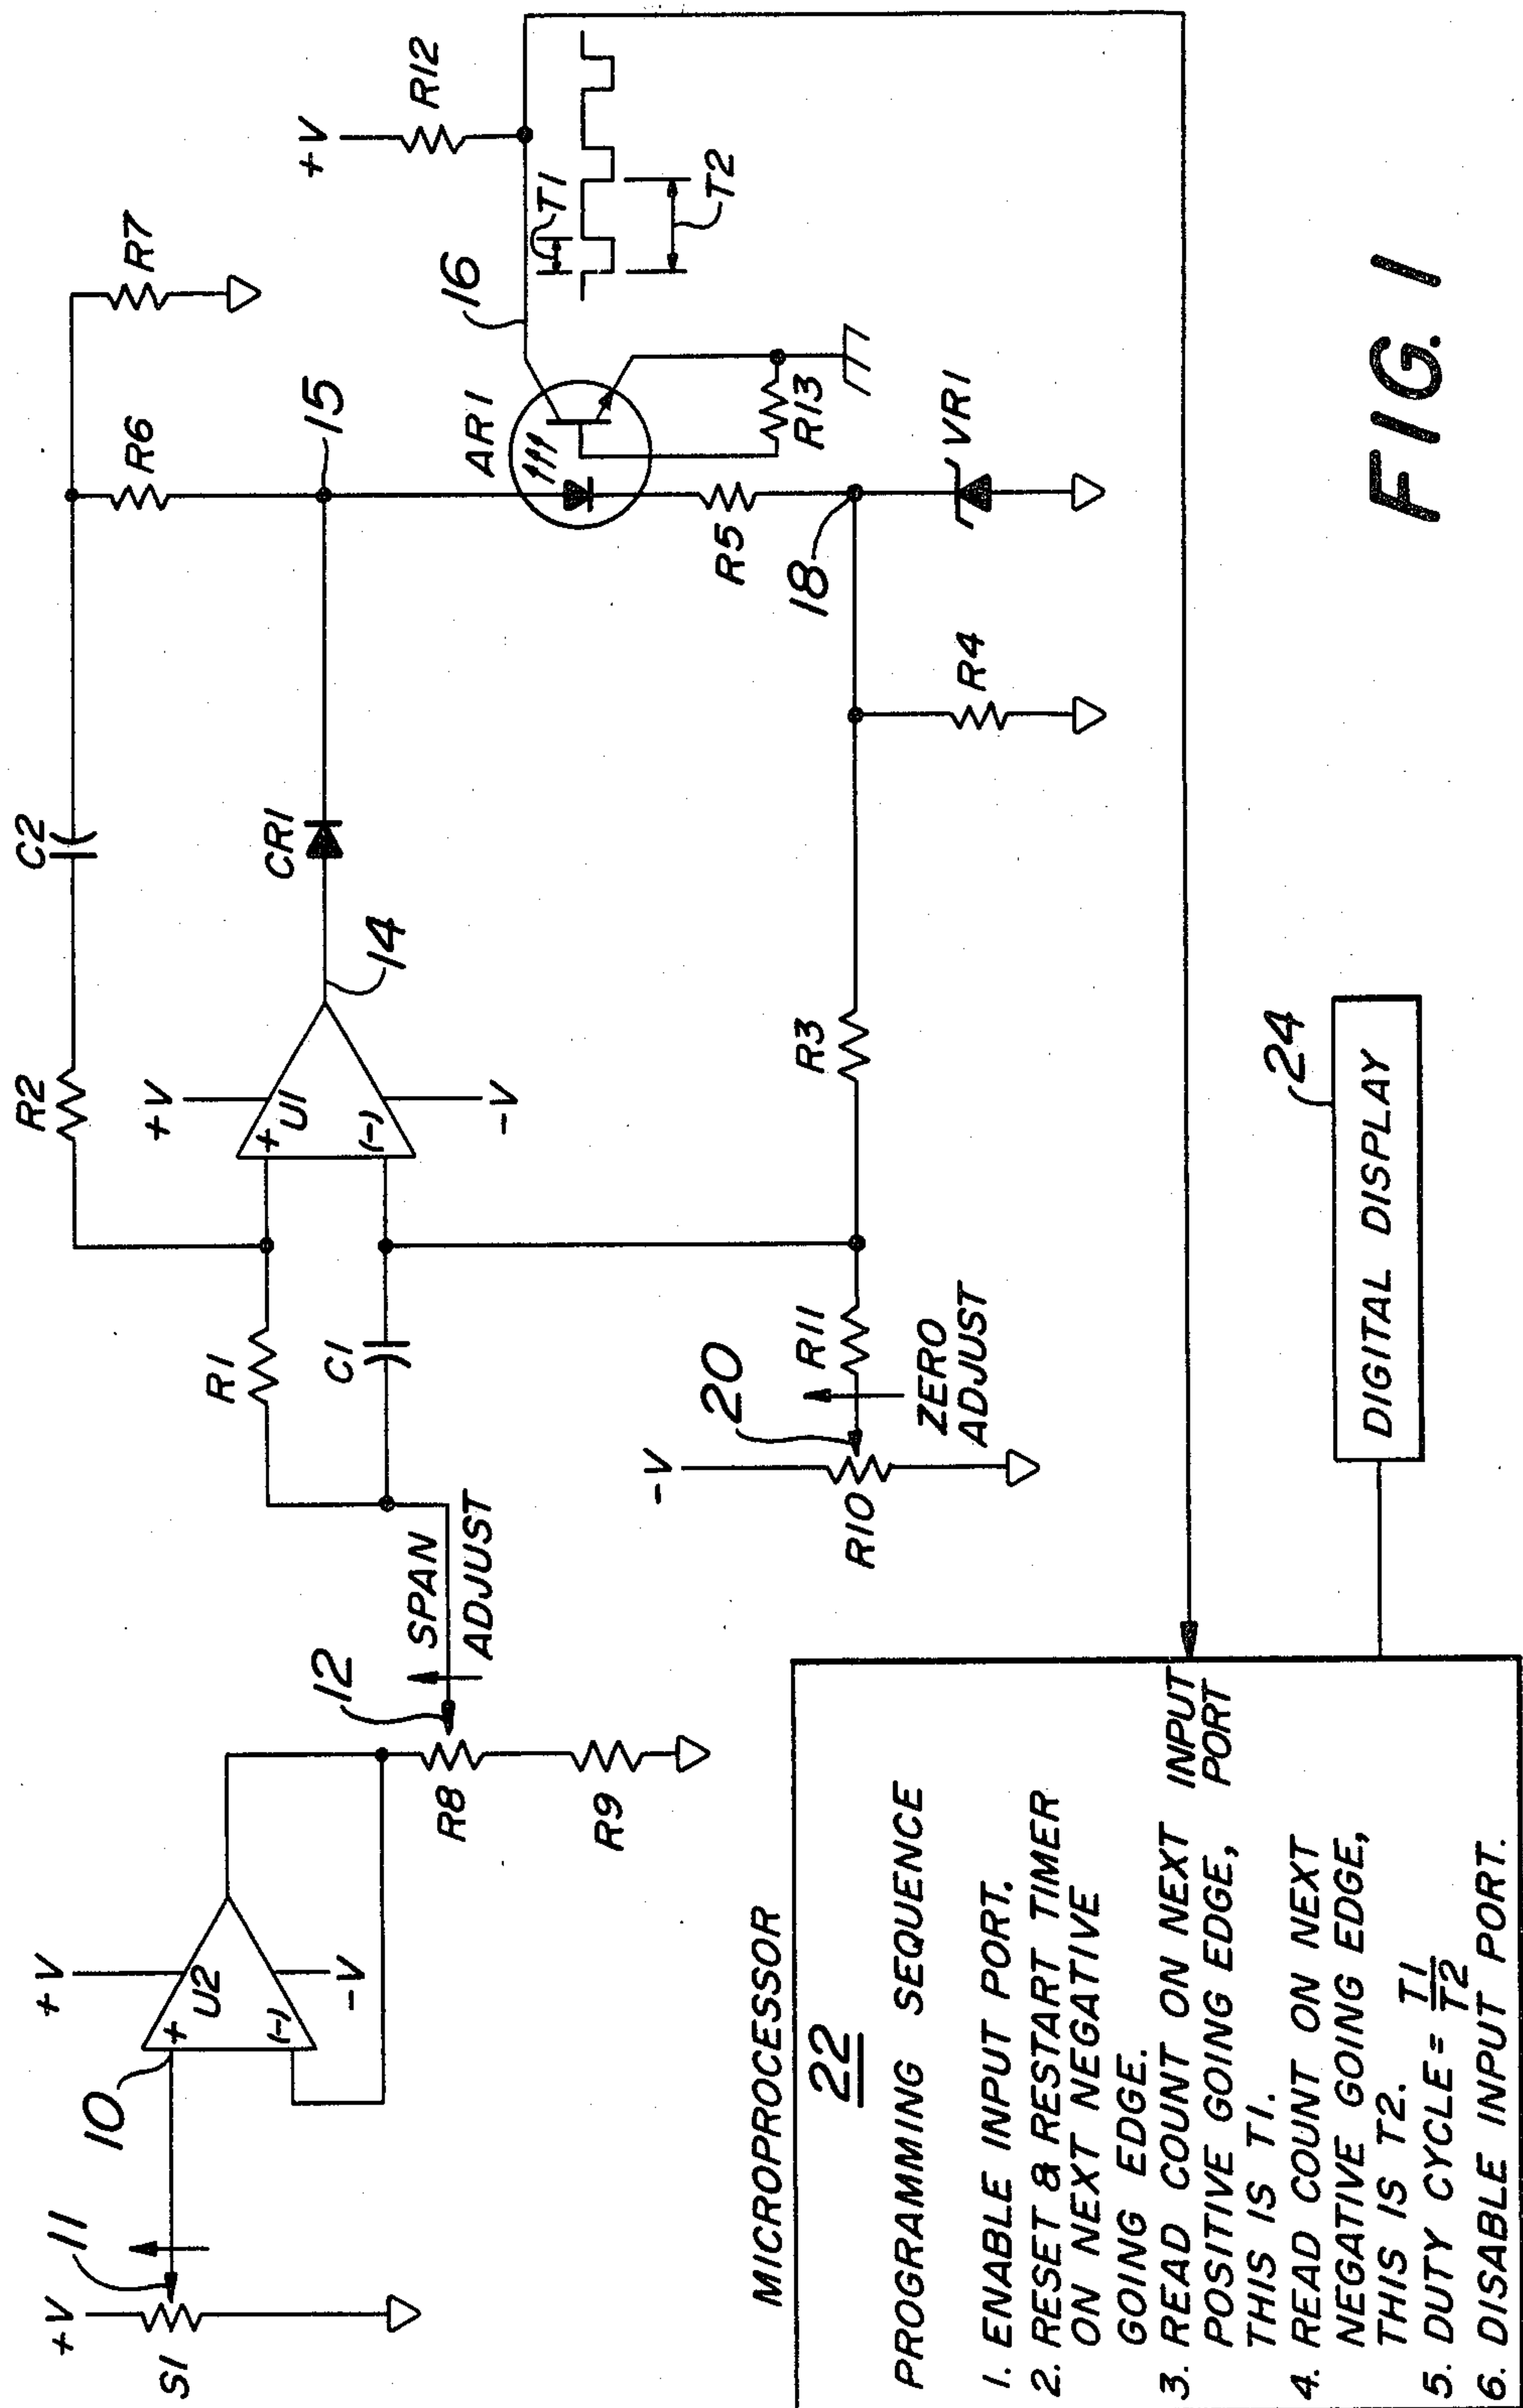 +V
S1
11
10
+
U2
(-)
+V
-V
R8
R9
12
SPAN
ADJUST
R1
C1
R2
C2
+V
+
U1
(-)
-V
14
CR1
15
R6
R7
+V
R12
16
AR1
T1
T2
R13
R5
18
VR1
R4
R3
R11
20
-V
R10
ZERO
ADJUST
MICROPROCESSOR
22
PROGRAMING SEQUENCE
1. ENABLE INPUT PORT.
2. RESET & RESTART TIMER
ON NEXT NEGATIVE
GOING EDGE.
3. READ COUNT ON NEXT
POSITIVE GOING EDGE,
THIS IS T1.
4. READ COUNT ON NEXT
NEGATIVE GOING EDGE,
THIS IS T2.
5. DUTY CYCLE = T1/T2
6. DISABLE INPUT PORT.
INPUT
PORT
24
DIGITAL DISPLAY
FIG. 1